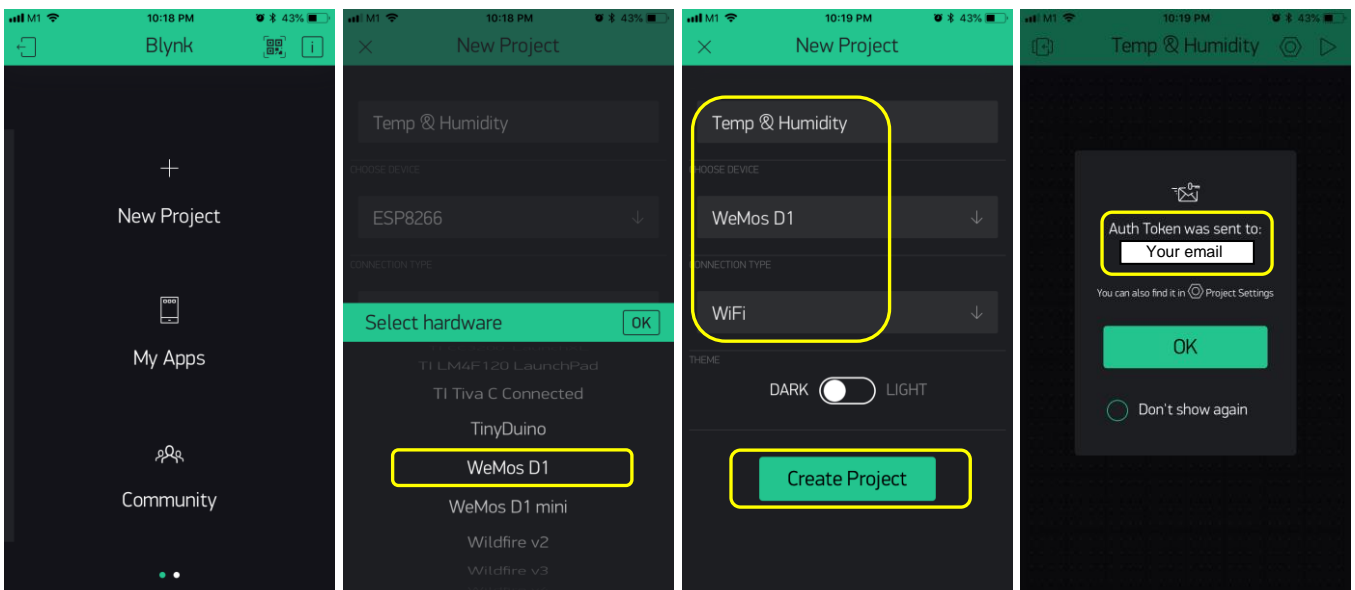 M1 10:18 PM 43%
Blynk
i
New Project
My Apps
Community
M1 10:18 PM 43%
New Project
Temp & Humidity
CHOOSE DEVICE
ESP8266
CONNECTION TYPE
Select hardware OK
TI LM4F120 LaunchPad
TI Tiva C Connected
TinyDuino
WeMos D1
WeMos D1 mini
Wildfire v2
Wildfire v3
M1 10:19 PM 43%
New Project
Temp & Humidity
CHOOSE DEVICE
WeMos D1
CONNECTION TYPE
WiFi
THEME
DARK LIGHT
Create Project
M1 10:19 PM 43%
Temp & Humidity
Auth Token was sent to:
Your email
You can also find it in Project Settings
OK
Don't show again